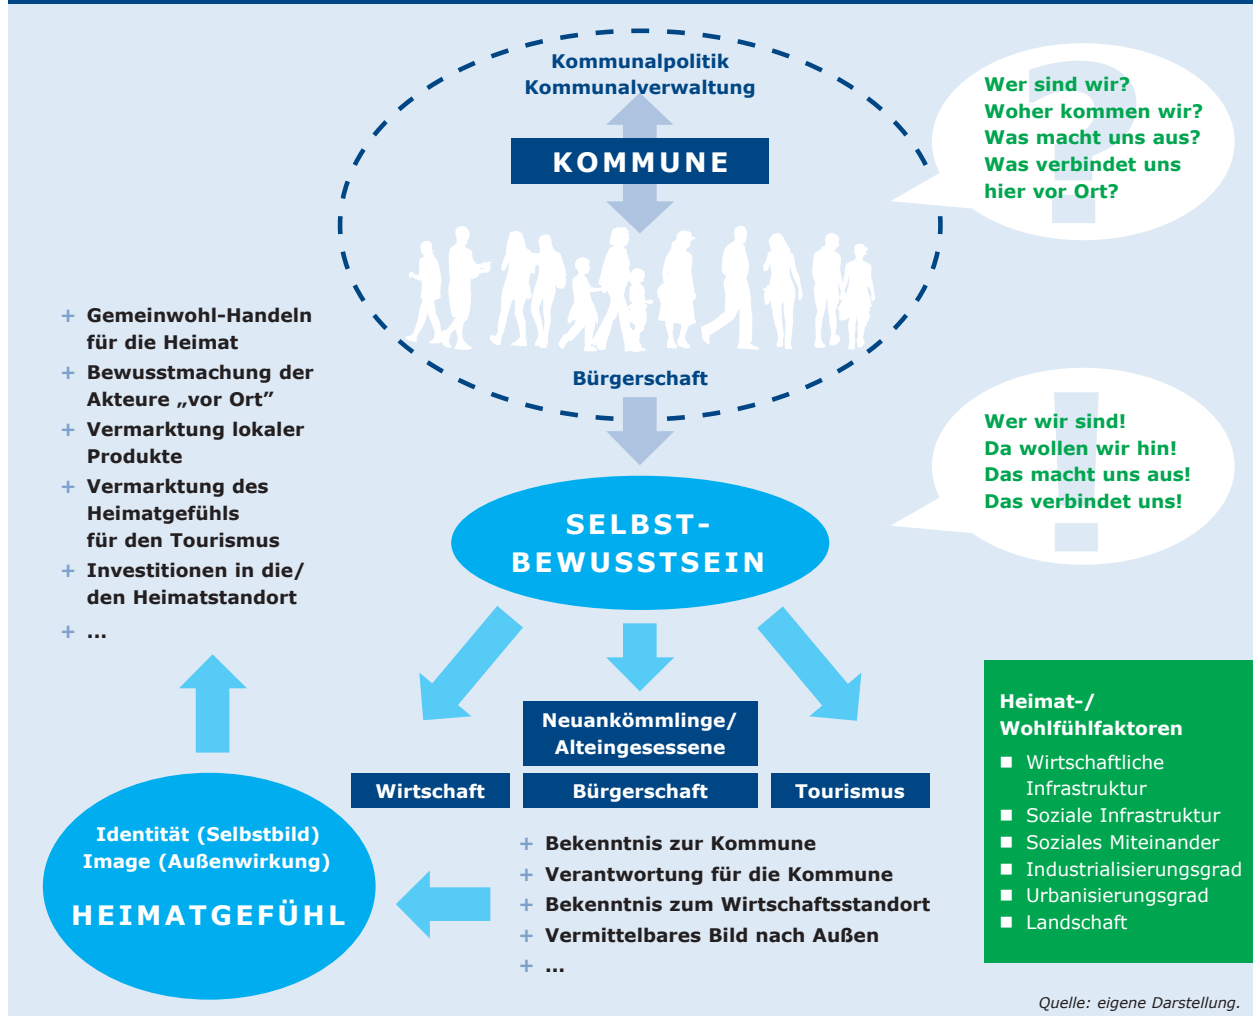 Kommunalpolitik
Kommunalverwaltung
KOMMUNE
Bürgerschaft
Wer sind wir?
Woher kommen wir?
Was macht uns aus?
Was verbindet uns
hier vor Ort?
SELBST-
BEWUSSTSEIN
Wer wir sind!
Da wollen wir hin!
Das macht uns aus!
Das verbindet uns!
Neuankömmlinge/
Alteingesessene
Wirtschaft
Bürgerschaft
Tourismus
+ Bekenntnis zur Kommune
+ Verantwortung für die Kommune
+ Bekenntnis zum Wirtschaftsstandort
+ Vermittelbares Bild nach Außen
+ ...
Identität (Selbstbild)
Image (Außenwirkung)
HEIMATGEFÜHL
+ Gemeinwohl-Handeln
für die Heimat
+ Bewusstmachung der
Akteure „vor Ort”
+ Vermarktung lokaler
Produkte
+ Vermarktung des
Heimatgefühls
für den Tourismus
+ Investitionen in die/
den Heimatstandort
+ ...
Heimat-/
Wohlfühlfaktoren
■ Wirtschaftliche
Infrastruktur
■ Soziale Infrastruktur
■ Soziales Miteinander
■ Industrialisierungsgrad
■ Urbanisierungsgrad
■ Landschaft
Quelle: eigene Darstellung.